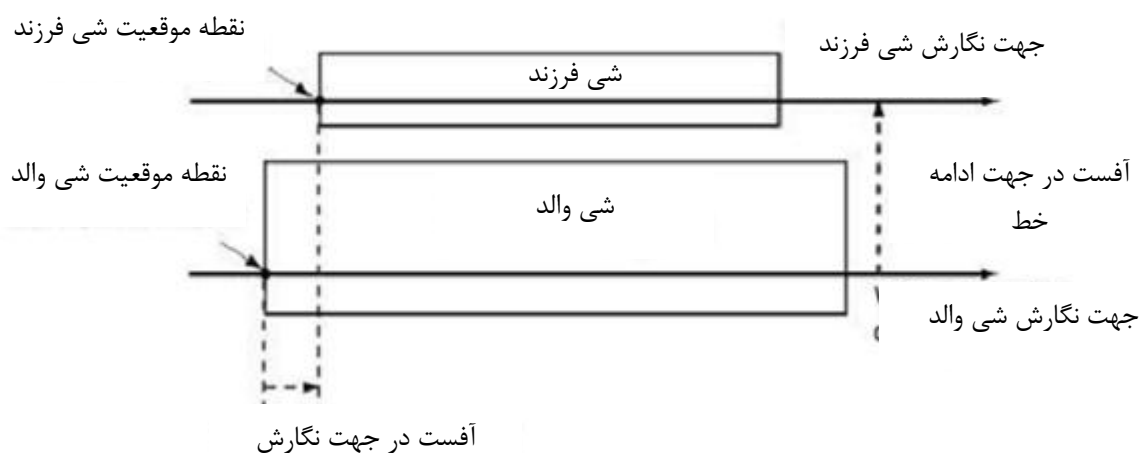 نقطه موقعیت شی فرزند
جهت نگارش شی فرزند
شی فرزند
نقطه موقعیت شی والد
آفست در جهت ادامه
خط
شی والد
جهت نگارش شی والد
آفست در جهت نگارش